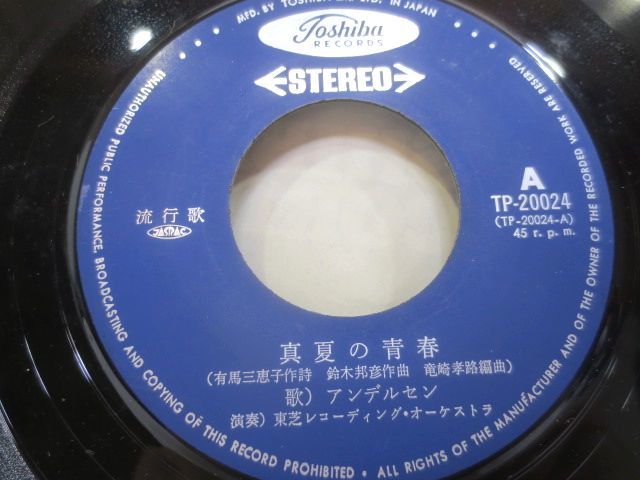 MFG. BY TOSHIBA EMI LTD. IN JAPAN
Toshiba
RECORDS
STEREO
A
TP-20024
(TP-20024-A)
45 r. p. m.
流行歌
JASRAC
真夏の青春
(有馬三恵子作詩 鈴木邦彦作曲 竜崎孝路編曲)
歌) アンデルセン
演奏) 東芝レコーディング・オーケストラ
UNAUTHORIZED PUBLIC PERFORMANCE, BROADCASTING AND COPYING OF THIS RECORD PROHIBITED • ALL RIGHTS OF THE MANUFACTURER AND OF THE OWNER OF THE RECORDED WORK ARE RESERVED